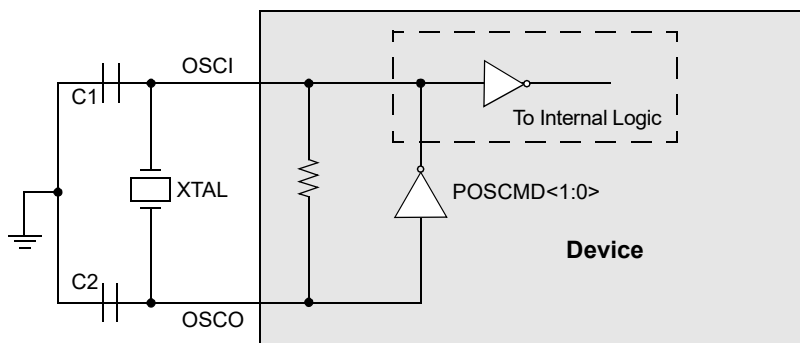 OSCI
C1
To Internal Logic
XTAL
POSCMD<1:0>
Device
C2
OSCO